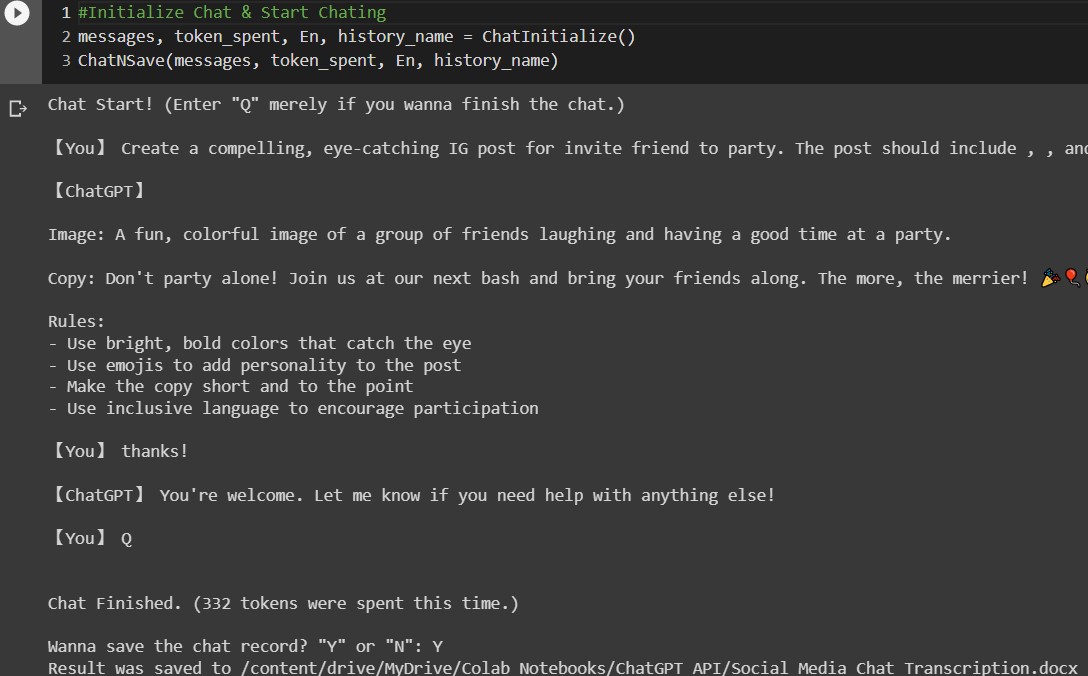 1 #Initialize Chat & Start Chating
2 messages, token_spent, En, history_name = ChatInitialize()
3 ChatNSave(messages, token_spent, En, history_name)
Chat Start! (Enter "Q" merely if you wanna finish the chat.)
【You】 Create a compelling, eye-catching IG post for invite friend to party. The post should include , , and
【ChatGPT】
Image: A fun, colorful image of a group of friends laughing and having a good time at a party.
Copy: Don't party alone! Join us at our next bash and bring your friends along. The more, the merrier! 🎉🎈
Rules:
- Use bright, bold colors that catch the eye
- Use emojis to add personality to the post
- Make the copy short and to the point
- Use inclusive language to encourage participation
【You】 thanks!
【ChatGPT】 You're welcome. Let me know if you need help with anything else!
【You】 Q
Chat Finished. (332 tokens were spent this time.)
Wanna save the chat record? "Y" or "N": Y
Result was saved to /content/drive/MyDrive/Colab Notebooks/ChatGPT API/Social Media Chat Transcription.docx